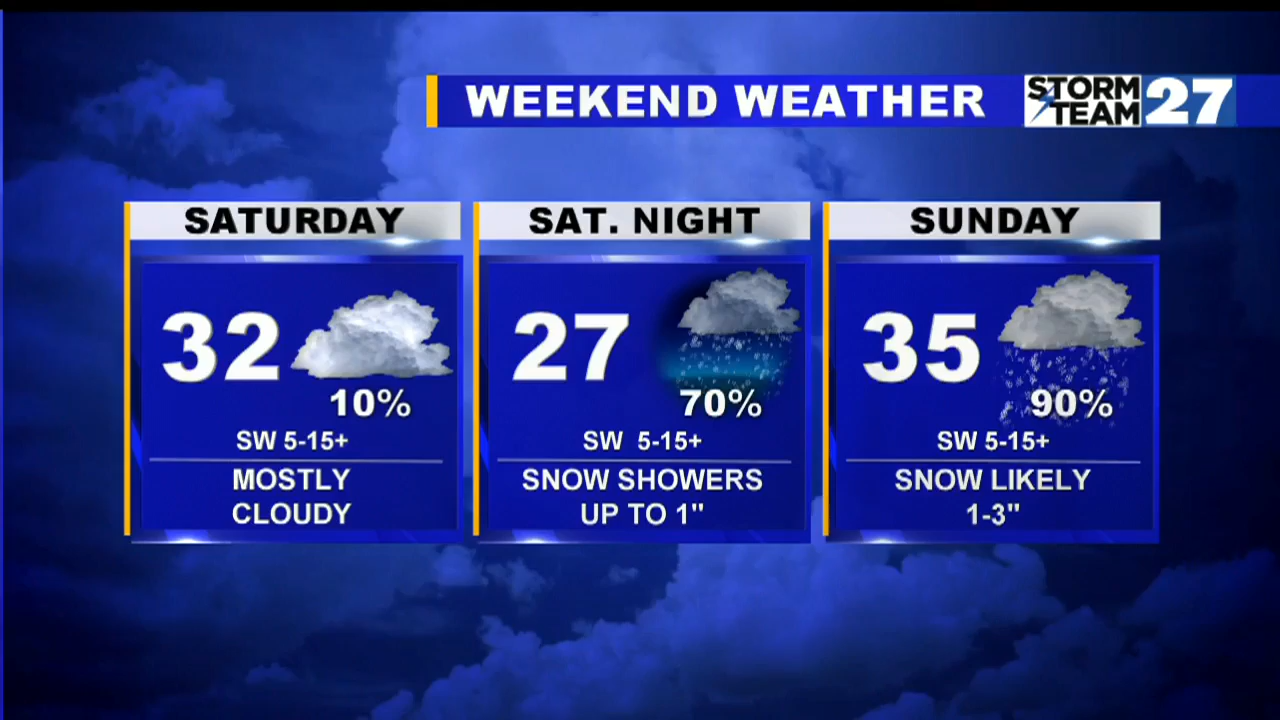 WEEKEND WEATHER
STORM
TEAM
27
SATURDAY
32
10%
SW 5-15+
MOSTLY
CLOUDY
SAT. NIGHT
27
70%
SW 5-15+
SNOW SHOWERS
UP TO 1"
SUNDAY
35
90%
SW 5-15+
SNOW LIKELY
1-3"